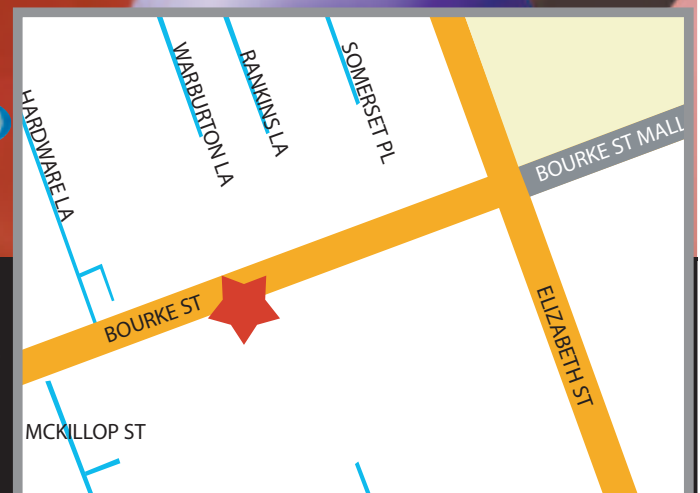 WARBURTON LA
RANKINS LA
SOMERSET PL
HARDWARE LA
BOURKE ST MALL
BOURKE ST
ELIZABETH ST
MCKILLOP ST